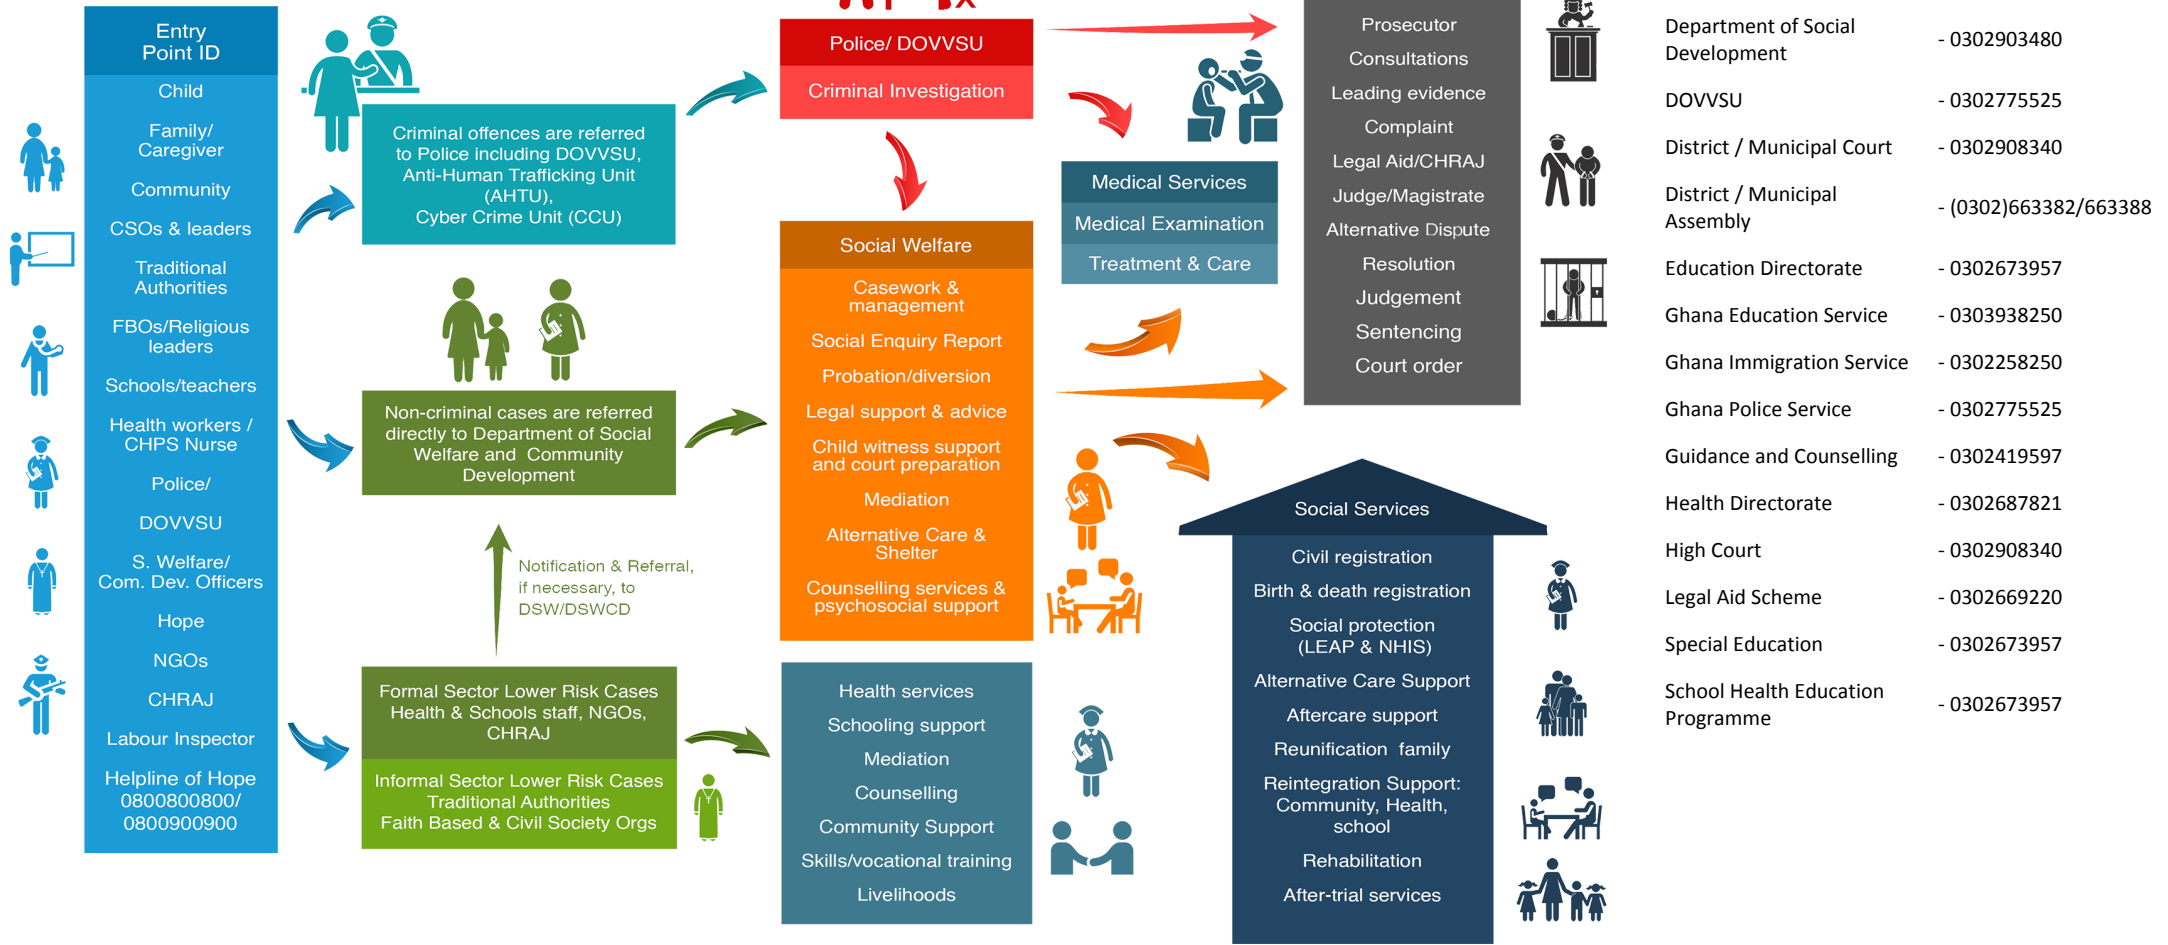 Entry
Point ID
Child
Family/
Caregiver
Community
CSOs & leaders
Traditional
Authorities
FBOs/Religious
leaders
Schools/teachers
Health workers /
CHPS Nurse
Police/
DOVVSU
S. Welfare/
Com. Dev. Officers
Hope
NGOs
CHRAJ
Labour Inspector
Helpline of Hope
0800800800/
0800900900
Criminal offences are referred
to Police including DOVVSU,
Anti-Human Trafficking Unit
(AHTU),
Cyber Crime Unit (CCU)
Non-criminal cases are referred
directly to Department of Social
Welfare and Community
Development
Notification & Referral,
if necessary, to
DSW/DSWCD
Formal Sector Lower Risk Cases
Health & Schools staff, NGOs,
CHRAJ
Informal Sector Lower Risk Cases
Traditional Authorities
Faith Based & Civil Society Orgs
Police/ DOVVSU
Criminal Investigation
Social Welfare
Casework &
management
Social Enquiry Report
Probation/diversion
Legal support & advice
Child witness support
and court preparation
Mediation
Alternative Care &
Shelter
Counselling services &
psychosocial support
Health services
Schooling support
Mediation
Counselling
Community Support
Skills/vocational training
Livelihoods
Medical Services
Medical Examination
Treatment & Care
Prosecutor
Consultations
Leading evidence
Complaint
Legal Aid/CHRAJ
Judge/Magistrate
Alternative Dispute
Resolution
Judgement
Sentencing
Court order
Social Services
Civil registration
Birth & death registration
Social protection
(LEAP & NHIS)
Alternative Care Support
Aftercare support
Reunification family
Reintegration Support:
Community, Health,
school
Rehabilitation
After-trial services
Department of Social
Development - 0302903480
DOVVSU - 0302775525
District / Municipal Court - 0302908340
District / Municipal
Assembly - (0302)663382/663388
Education Directorate - 0302673957
Ghana Education Service - 0303938250
Ghana Immigration Service - 0302258250
Ghana Police Service - 0302775525
Guidance and Counselling - 0302419597
Health Directorate - 0302687821
High Court - 0302908340
Legal Aid Scheme - 0302669220
Special Education - 0302673957
School Health Education
Programme - 0302673957